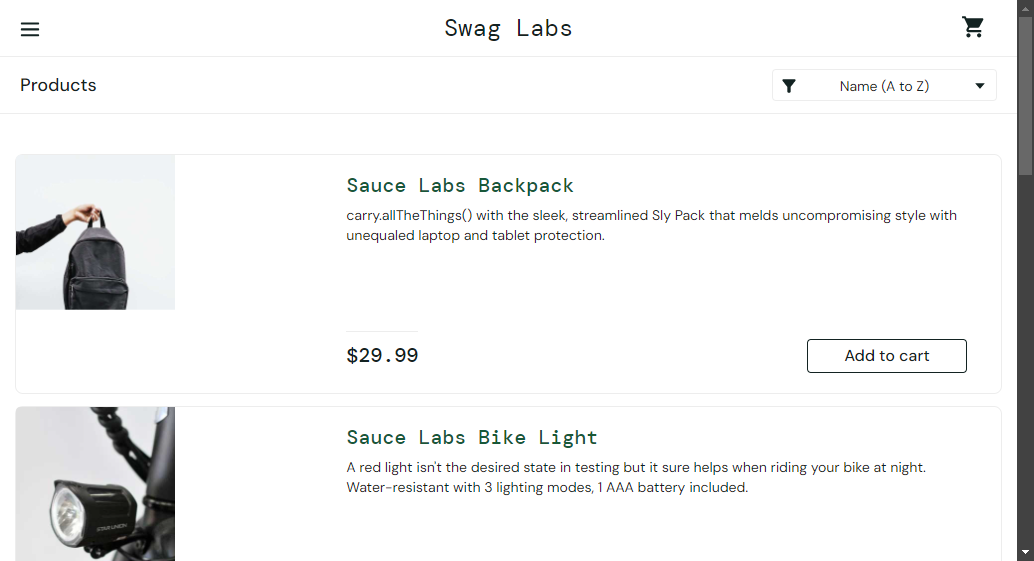 Swag Labs
Products
Name (A to Z)
Sauce Labs Backpack
carry.allTheThings() with the sleek, streamlined Sly Pack that melds uncompromising style with
unequaled laptop and tablet protection.
$29.99
Add to cart
Sauce Labs Bike Light
A red light isn't the desired state in testing but it sure helps when riding your bike at night.
Water-resistant with 3 lighting modes, 1 AAA battery included.